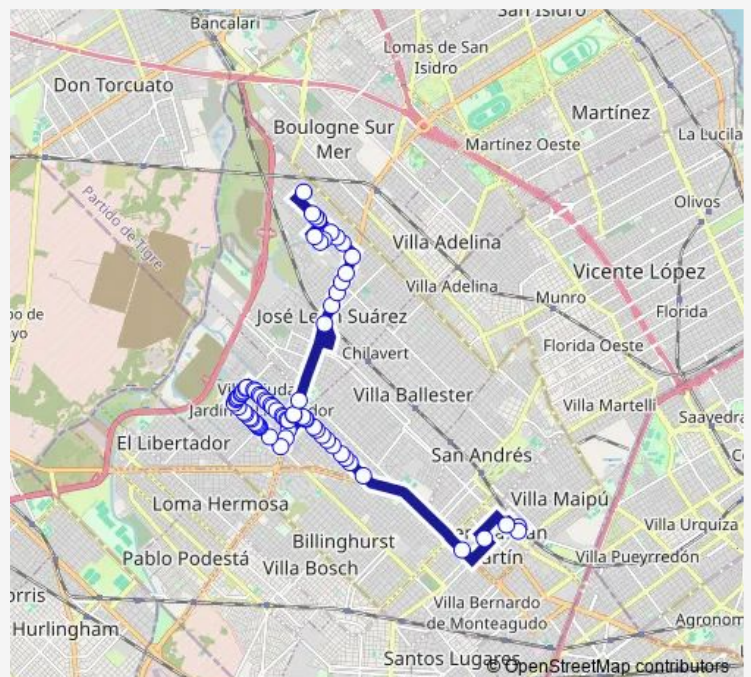 San Isidro
Bancalari
Lomas de San
Isidro
Don Torcuato
Martínez
Boulogne Sur
Mer
La Lucila
Martínez Oeste
Partido de Tigre
Olivos
Villa Adelina
Vicente López
Villa Adelina
Munro
Florida
José León Suárez
Florida Oeste
Chilavert
Villa Ballester
Villa Martelli
Saavedra
El Libertador
San Andrés
Villa Maipú
Loma Hermosa
Villa Urquiza
Billinghurst
Pablo Podestá
Villa Bosch
Villa Pueyrredón
Villa Bernardo
de Monteagudo
Hurlingham
Santos Lugares
© OpenStreetMap contributors